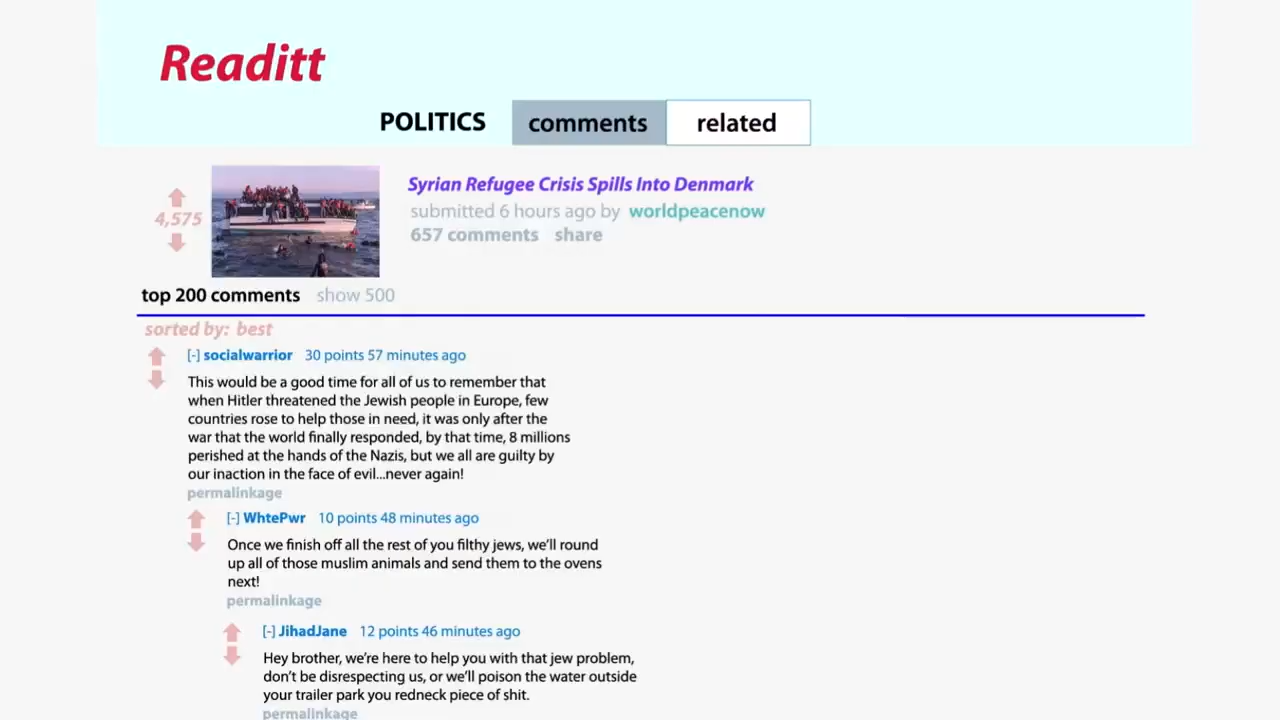 Readitt
POLITICS comments related
Syrian Refugee Crisis Spills Into Denmark
4,575
submitted 6 hours ago by worldpeacenow
657 comments share
top 200 comments show 500
sorted by: best
[-] socialwarrior 30 points 57 minutes ago
This would be a good time for all of us to remember that
when Hitler threatened the Jewish people in Europe, few
countries rose to help those in need, it was only after the
war that the world finally responded, by that time, 8 millions
perished at the hands of the Nazis, but we all are guilty by
our inaction in the face of evil...never again!
permalinkage
[-] WhtePwr 10 points 48 minutes ago
Once we finish off all the rest of you filthy jews, we'll round
up all of those muslim animals and send them to the ovens
next!
permalinkage
[-] JihadJane 12 points 46 minutes ago
Hey brother, we're here to help you with that jew problem,
don't be disrespecting us, or we'll poison the water outside
your trailer park you redneck piece of shit.
permalinkage